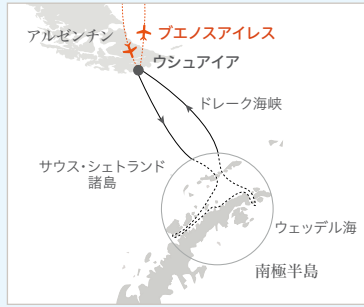 アルゼンチン
ブエノスアイレス
ウシュアイア
ドレーク海峡
サウス・シェトランド
諸島
ウェッデル海
南極半島